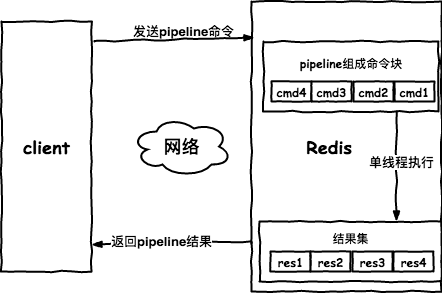 发送pipeline命令
pipeline组成命令块
cmd4 cmd3 cmd2 cmd1
client
网络
Redis
单线程执行
返回pipeline结果
结果集
res1 res2 res3 res4